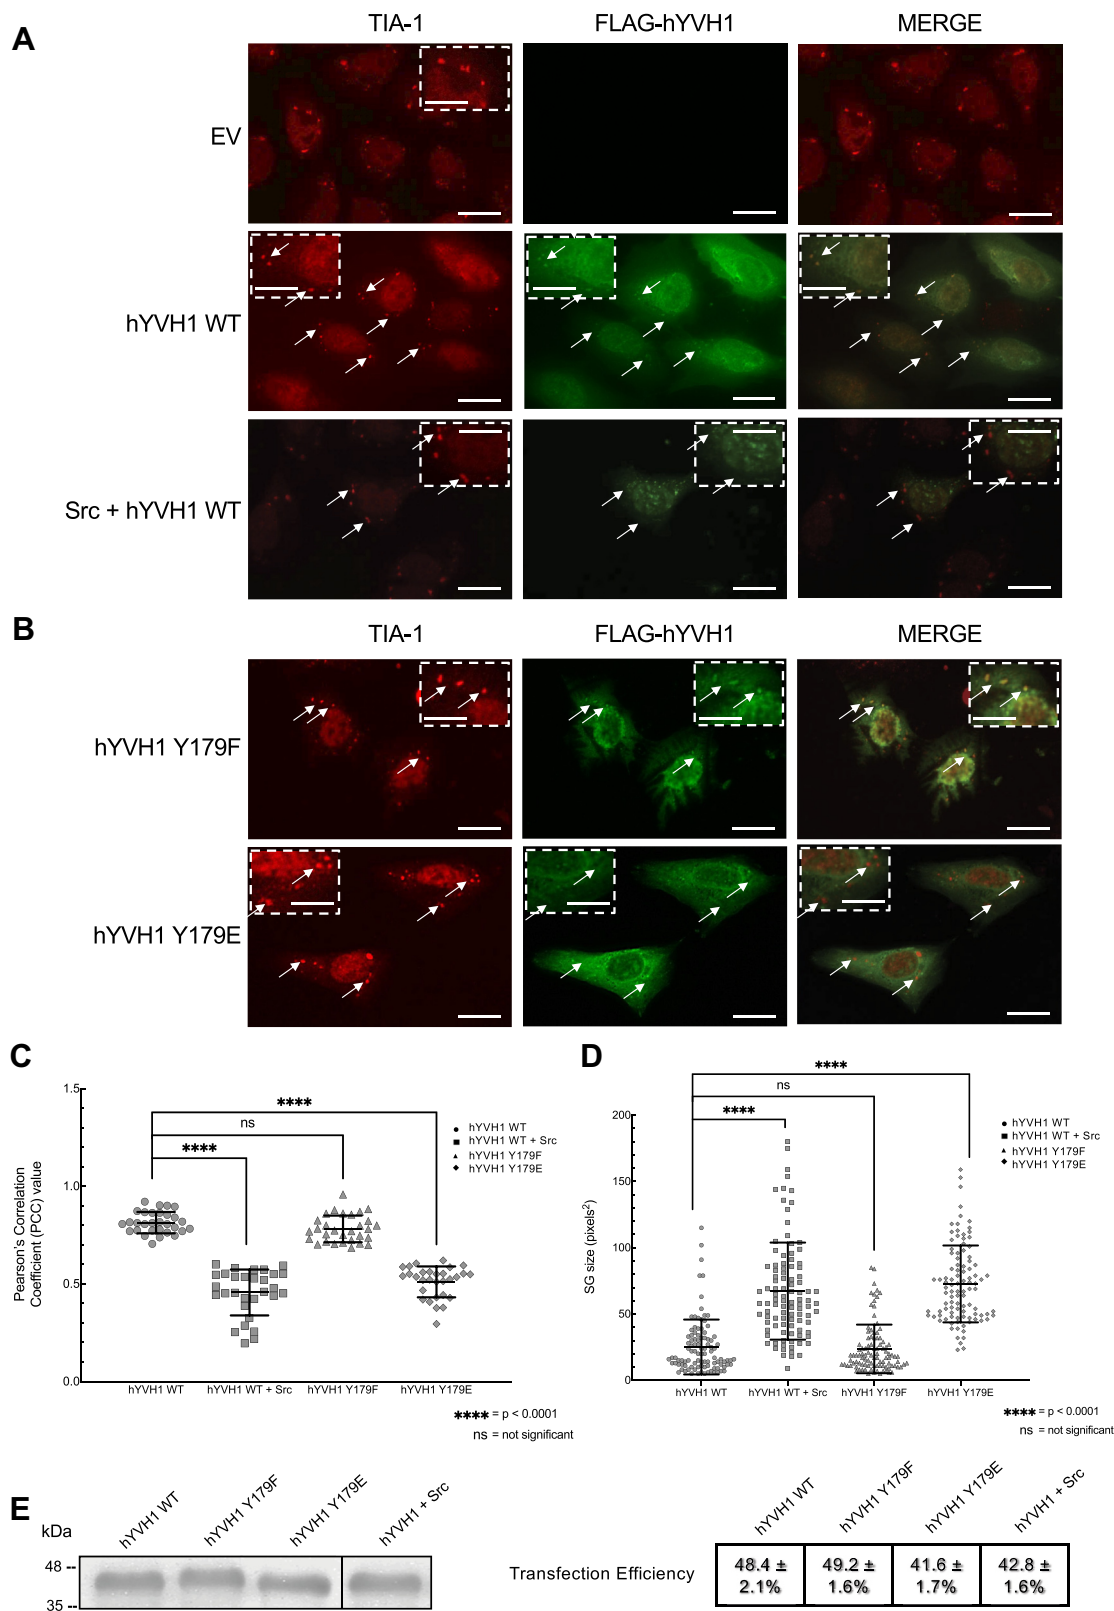 A
TIA-1 FLAG-hYVH1 MERGE
EV
hYVH1 WT
Src + hYVH1 WT
B
TIA-1 FLAG-hYVH1 MERGE
hYVH1 Y179F
hYVH1 Y179E
C
Pearson's Correlation
Coefficient (PCC) value
1.5
1.0
0.5
0.0
****
ns
****
hYVH1 WT
hYVH1 WT + Src
hYVH1 Y179F
hYVH1 Y179E
hYVH1 WT hYVH1 WT + Src hYVH1 Y179F hYVH1 Y179E
**** = p < 0.0001
ns = not significant
D
SG size (pixels²)
200
150
100
50
0
****
ns
****
hYVH1 WT
hYVH1 WT + Src
hYVH1 Y179F
hYVH1 Y179E
hYVH1 WT hYVH1 WT + Src hYVH1 Y179F hYVH1 Y179E
**** = p < 0.0001
ns = not significant
E
kDa
48 --
35 --
hYVH1 WT hYVH1 Y179F hYVH1 Y179E hYVH1 + Src
hYVH1 WT hYVH1 Y179F hYVH1 Y179E hYVH1 + Src
Transfection Efficiency
48.4 ± 2.1% 49.2 ± 1.6% 41.6 ± 1.7% 42.8 ± 1.6%